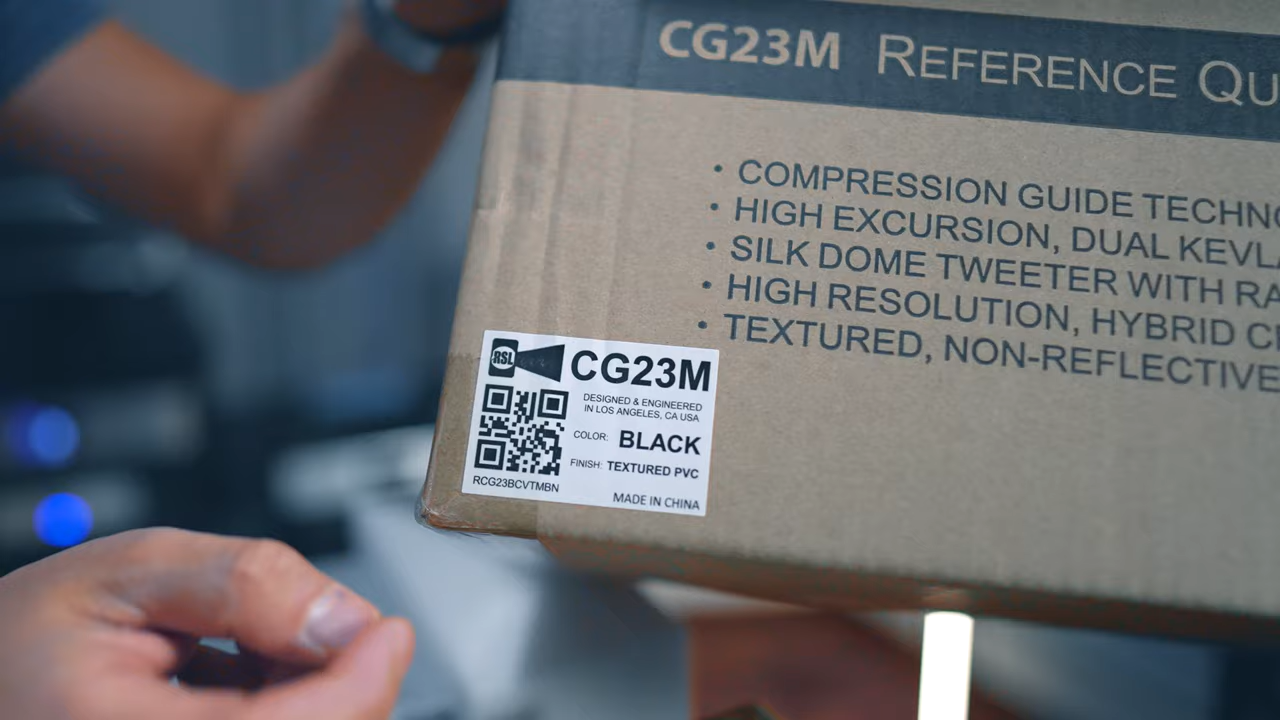 CG23M REFERENCE QU
• COMPRESSION GUIDE TECHNO
• HIGH EXCURSION, DUAL KEVLA
• SILK DOME TWEETER WITH RA
• HIGH RESOLUTION, HYBRID C
• TEXTURED, NON-REFLECTIVE
RSL CG23M
DESIGNED & ENGINEERED
IN LOS ANGELES, CA USA
COLOR: BLACK
FINISH: TEXTURED PVC
RCG23BCVTMBN
MADE IN CHINA